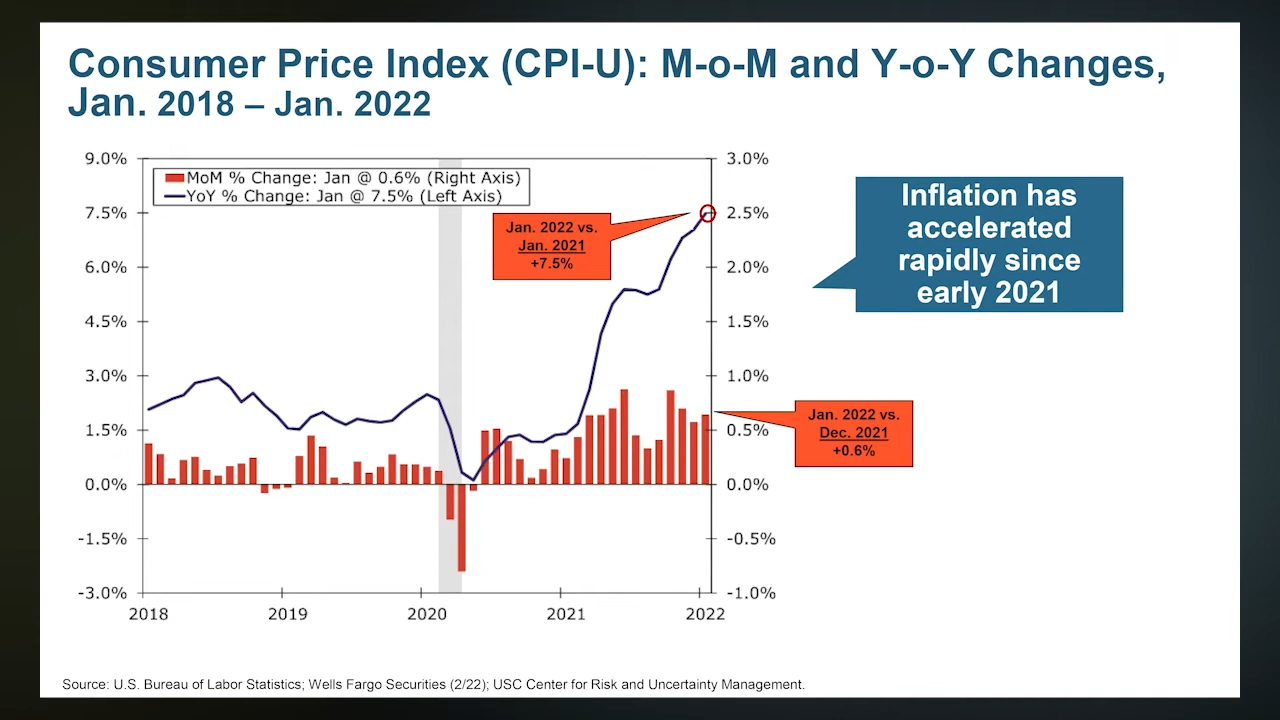 Consumer Price Index (CPI-U): M-o-M and Y-o-Y Changes,
Jan. 2018 – Jan. 2022
9.0%
7.5%
6.0%
4.5%
3.0%
1.5%
0.0%
-1.5%
-3.0%
MoM % Change: Jan @ 0.6% (Right Axis)
YoY % Change: Jan @ 7.5% (Left Axis)
Jan. 2022 vs.
Jan. 2021
+7.5%
3.0%
2.5%
2.0%
1.5%
1.0%
0.5%
0.0%
-0.5%
-1.0%
2018
2019
2020
2021
2022
Inflation has
accelerated
rapidly since
early 2021
Jan. 2022 vs.
Dec. 2021
+0.6%
Source: U.S. Bureau of Labor Statistics; Wells Fargo Securities (2/22); USC Center for Risk and Uncertainty Management.